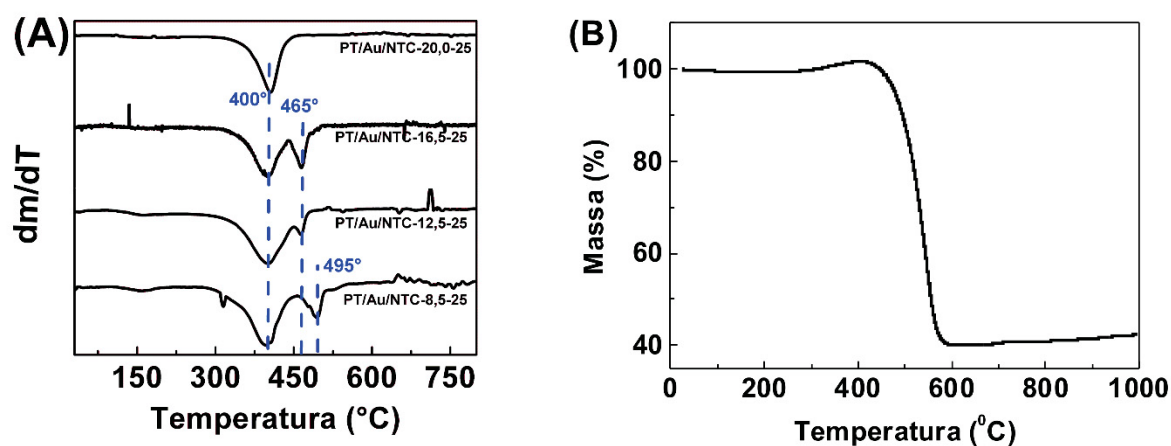 (A)
PT/Au/NTC-20,0-25
400° 465°
PT/Au/NTC-16,5-25
PT/Au/NTC-12,5-25
495°
PT/Au/NTC-8,5-25
dm/dT
150 300 450 600 750
Temperatura (°C)
(B)
100
80
60
40
Massa (%)
0 200 400 600 800 1000
Temperatura (⁰C)